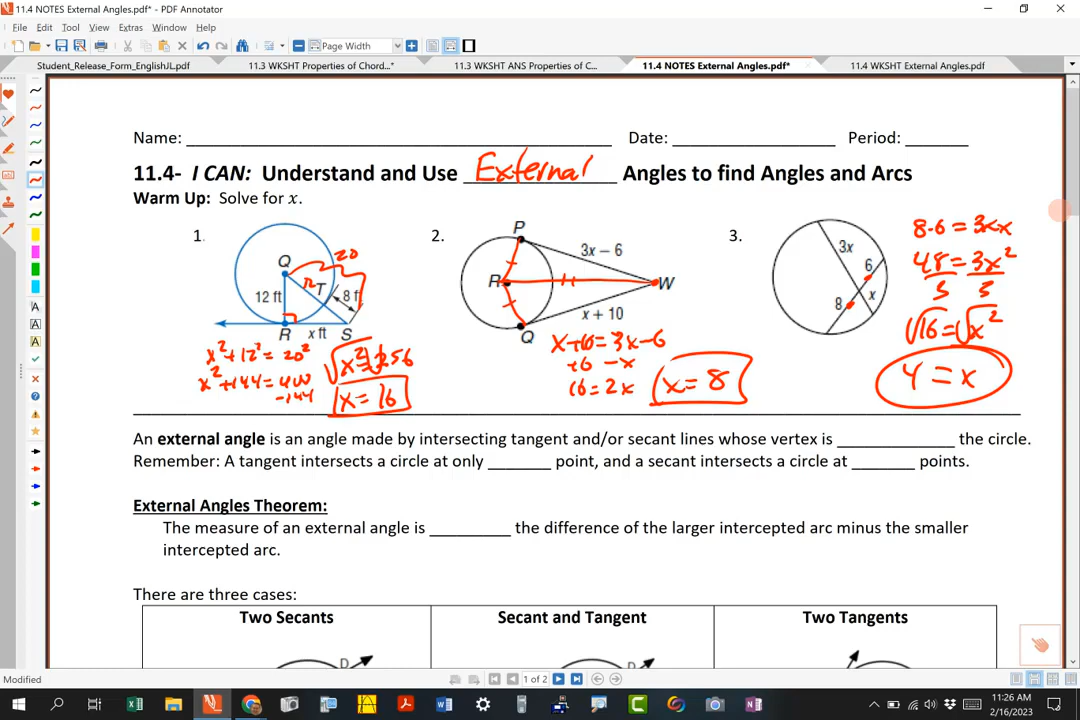 11.4 NOTES External Angles.pdf* - PDF Annotator
File Edit Tool View Extras Window Help
Page Width
Student_Release_Form_EnglishJL.pdf
11.3 WKSHT Properties of Chord...*
11.3 WKSHT ANS Properties of C...
11.4 NOTES External Angles.pdf*
11.4 WKSHT External Angles.pdf
Name: Date: Period:
11.4- I CAN: Understand and Use External Angles to find Angles and Arcs
Warm Up: Solve for x.
1.
Q
20
12
T
12 ft
8 ft
R
x ft
S
x²+12²=20²
x²+144=400
-144
√x²=√256
x=16
2.
P
3x − 6
R
W
x + 10
Q
x+10=3x-6
+6 -x
16=2x
x=8
3.
3x
6
8
x
8·6=3x·x
48=3x²
3 3
√16=√x²
4=x
An external angle is an angle made by intersecting tangent and/or secant lines whose vertex is the circle.
Remember: A tangent intersects a circle at only point, and a secant intersects a circle at points.
External Angles Theorem:
The measure of an external angle is the difference of the larger intercepted arc minus the smaller
intercepted arc.
There are three cases:
Two Secants
Secant and Tangent
Two Tangents
D
D
Modified
1 of 2
11:26 AM
2/16/2023